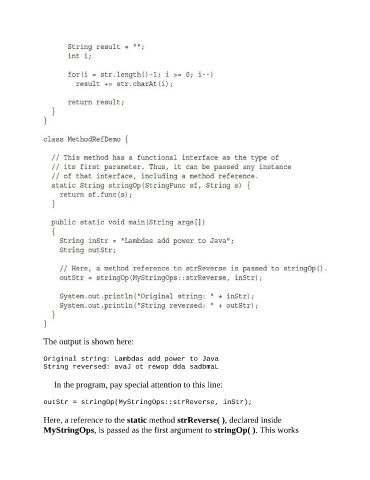 String result = "";
int i;
for(i = str.length()-1; i >= 0; i--)
result += str.charAt(i);
return result;
}
}
class MethodRefDemo {
// This method has a functional interface as the type of
// its first parameter. Thus, it can be passed any instance
// of that interface, including a method reference.
static String stringOp(StringFunc sf, String s) {
return sf.func(s);
}
public static void main(String args[])
{
String inStr = "Lambdas add power to Java";
String outStr;
// Here, a method reference to strReverse is passed to stringOp().
outStr = stringOp(MyStringOps::strReverse, inStr);
System.out.println("Original string: " + inStr);
System.out.println("String reversed: " + outStr);
}
}
The output is shown here:
Original string: Lambdas add power to Java
String reversed: avaJ ot rewop dda sadbmaL
In the program, pay special attention to this line:
outStr = stringOp(MyStringOps::strReverse, inStr);
Here, a reference to the static method strReverse( ), declared inside
MyStringOps, is passed as the first argument to stringOp( ). This works